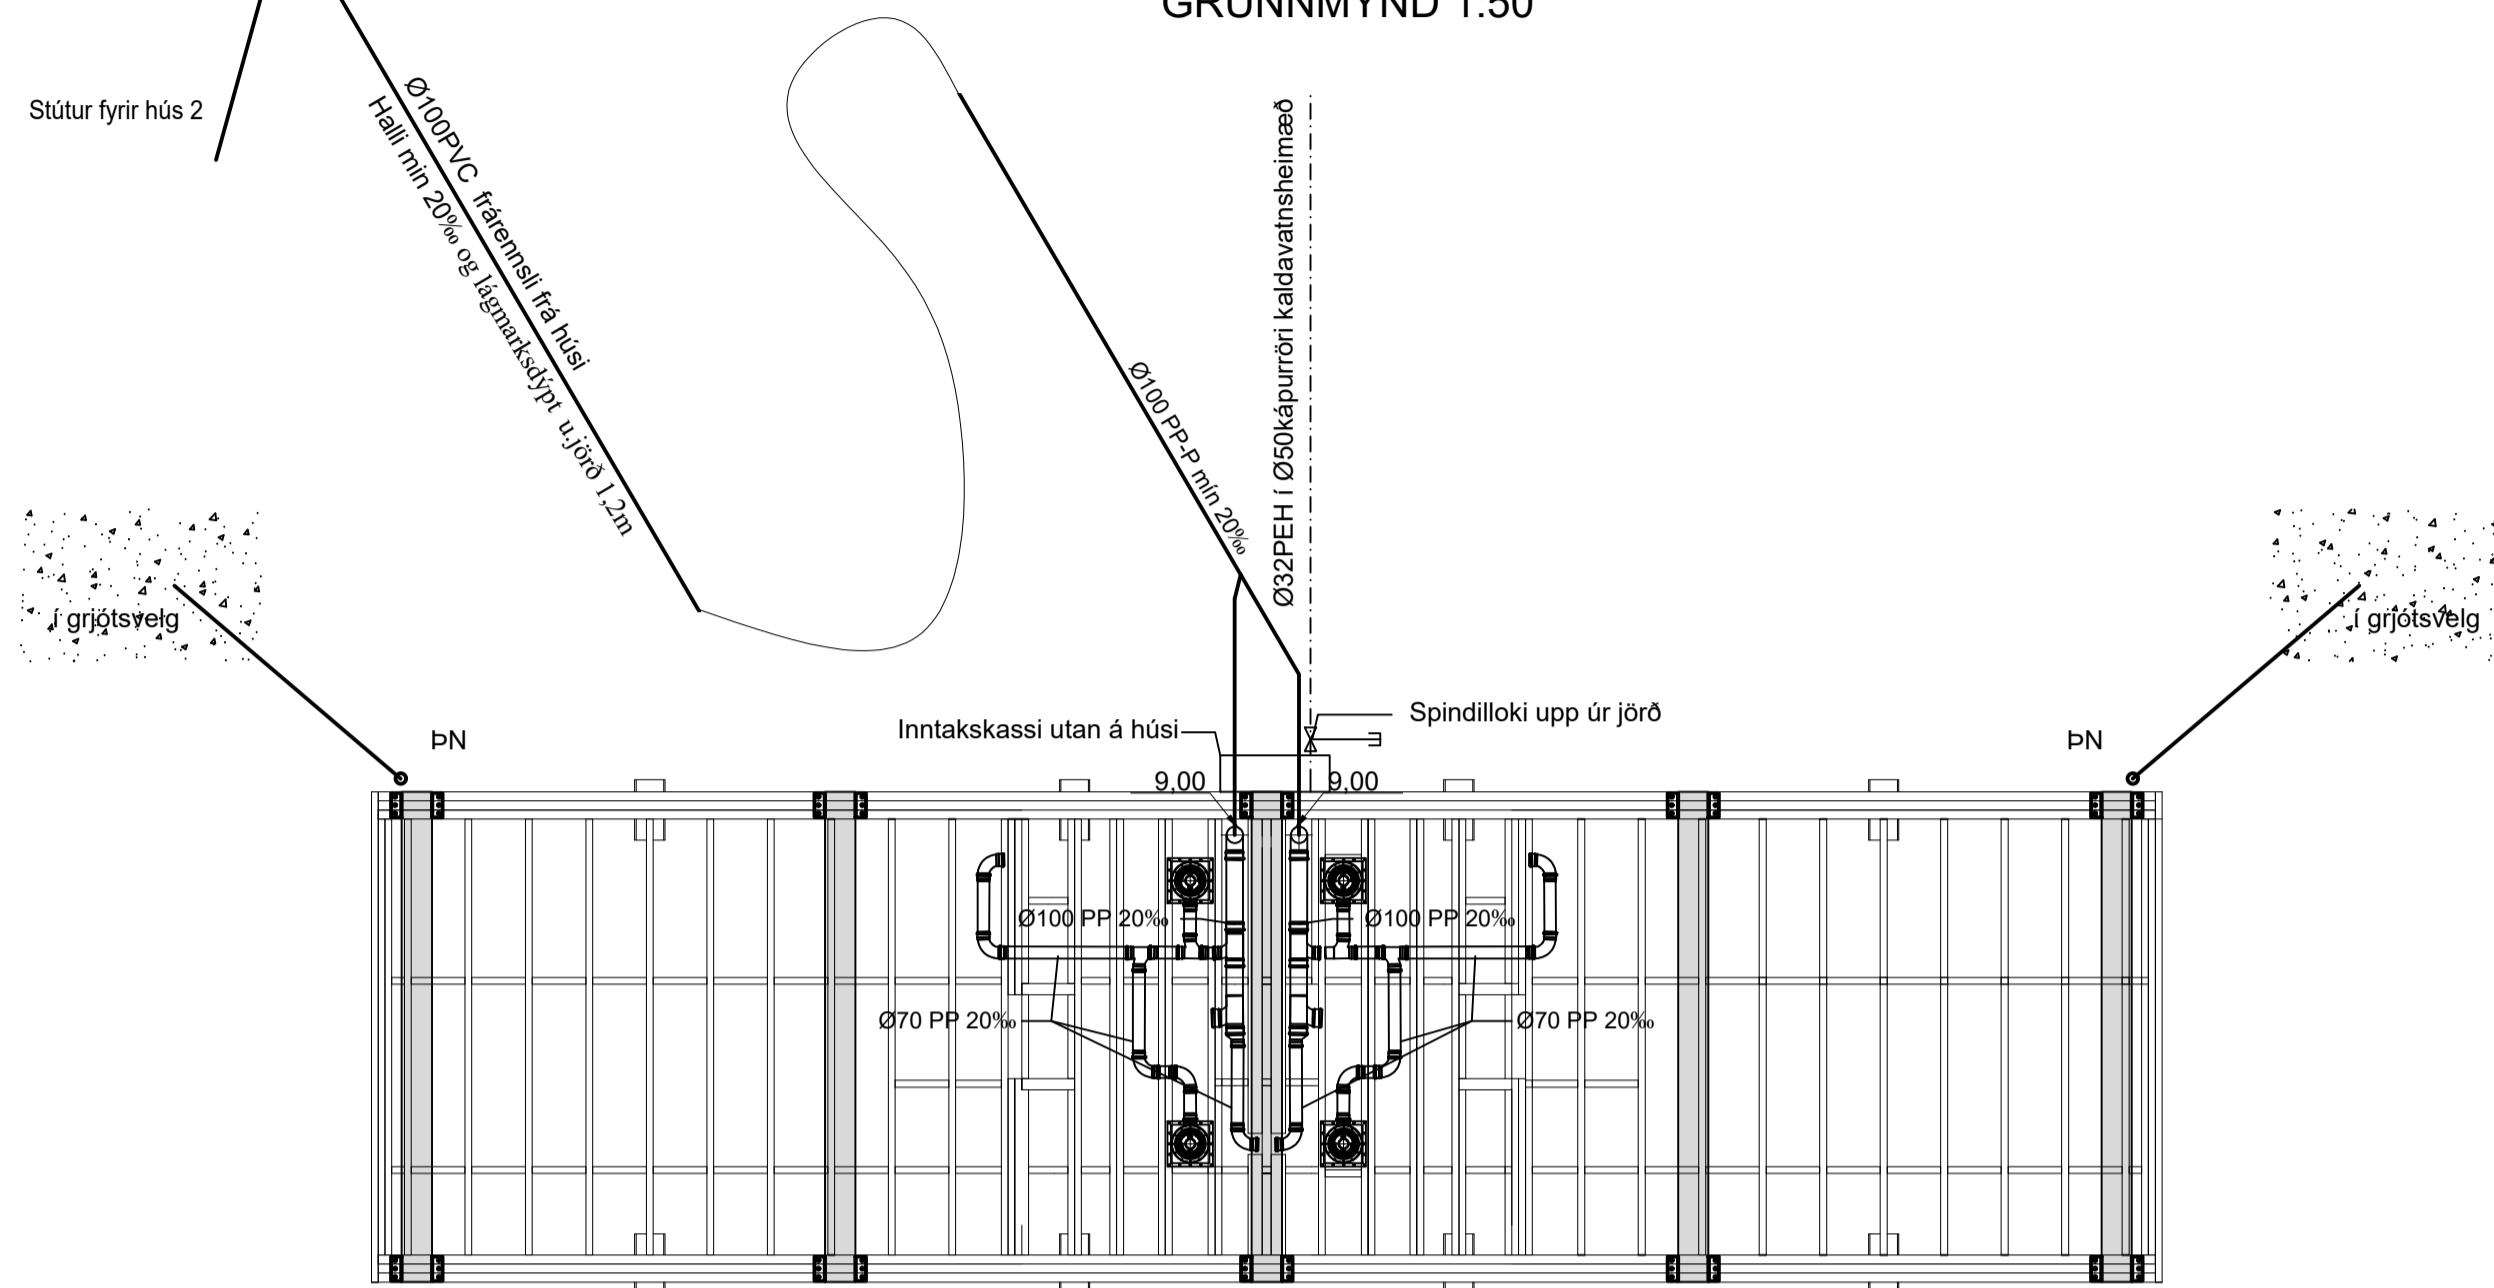 GRUNNMYND 1:50
Stútur fyrir hús 2
Ø100PVC frárennsli frá húsi
Halli min 20‰ og lágmarksdýpt u.jörð 1,2m
Ø100 PP-P mín 20‰
Ø32PEH í Ø50kápurröri kaldavatnsheimæð
í grjótsvelg
í grjótsvelg
Spindilloki upp úr jörð
Inntakskassi utan á húsi
ÞN
ÞN
9,00
9,00
Ø100 PP 20‰
Ø100 PP 20‰
Ø70 PP 20‰
Ø70 PP 20‰